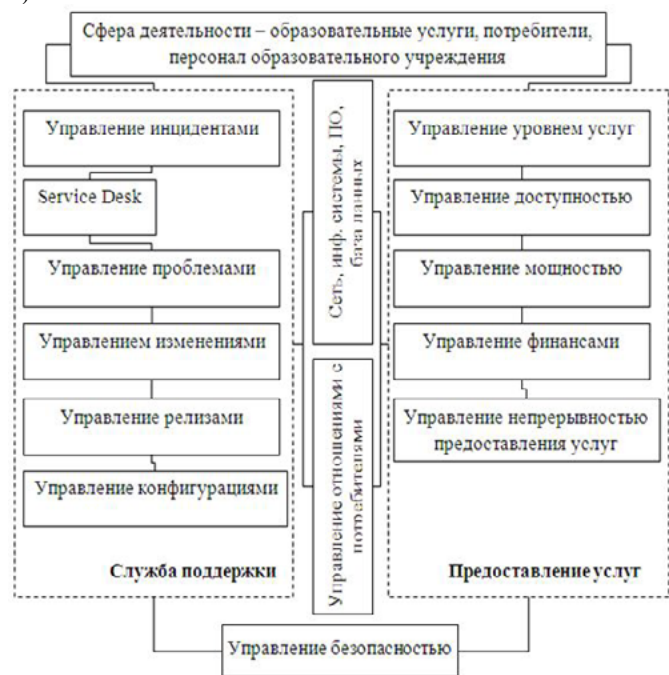 )
Сфера деятельности – образовательные услуги, потребители,
персонал образовательного учреждения
Управление инцидентами
Service Desk
Управление проблемами
Управлением изменениями
Управление релизами
Управление конфигурациями
Служба поддержки
Сеть, инф. системы, ПО,
база данных
Управление отношениями с
потребителями
Управление уровнем услуг
Управление доступностью
Управление мощностью
Управление финансами
Управление непрерывностью
предоставления услуг
Предоставление услуг
Управление безопасностью